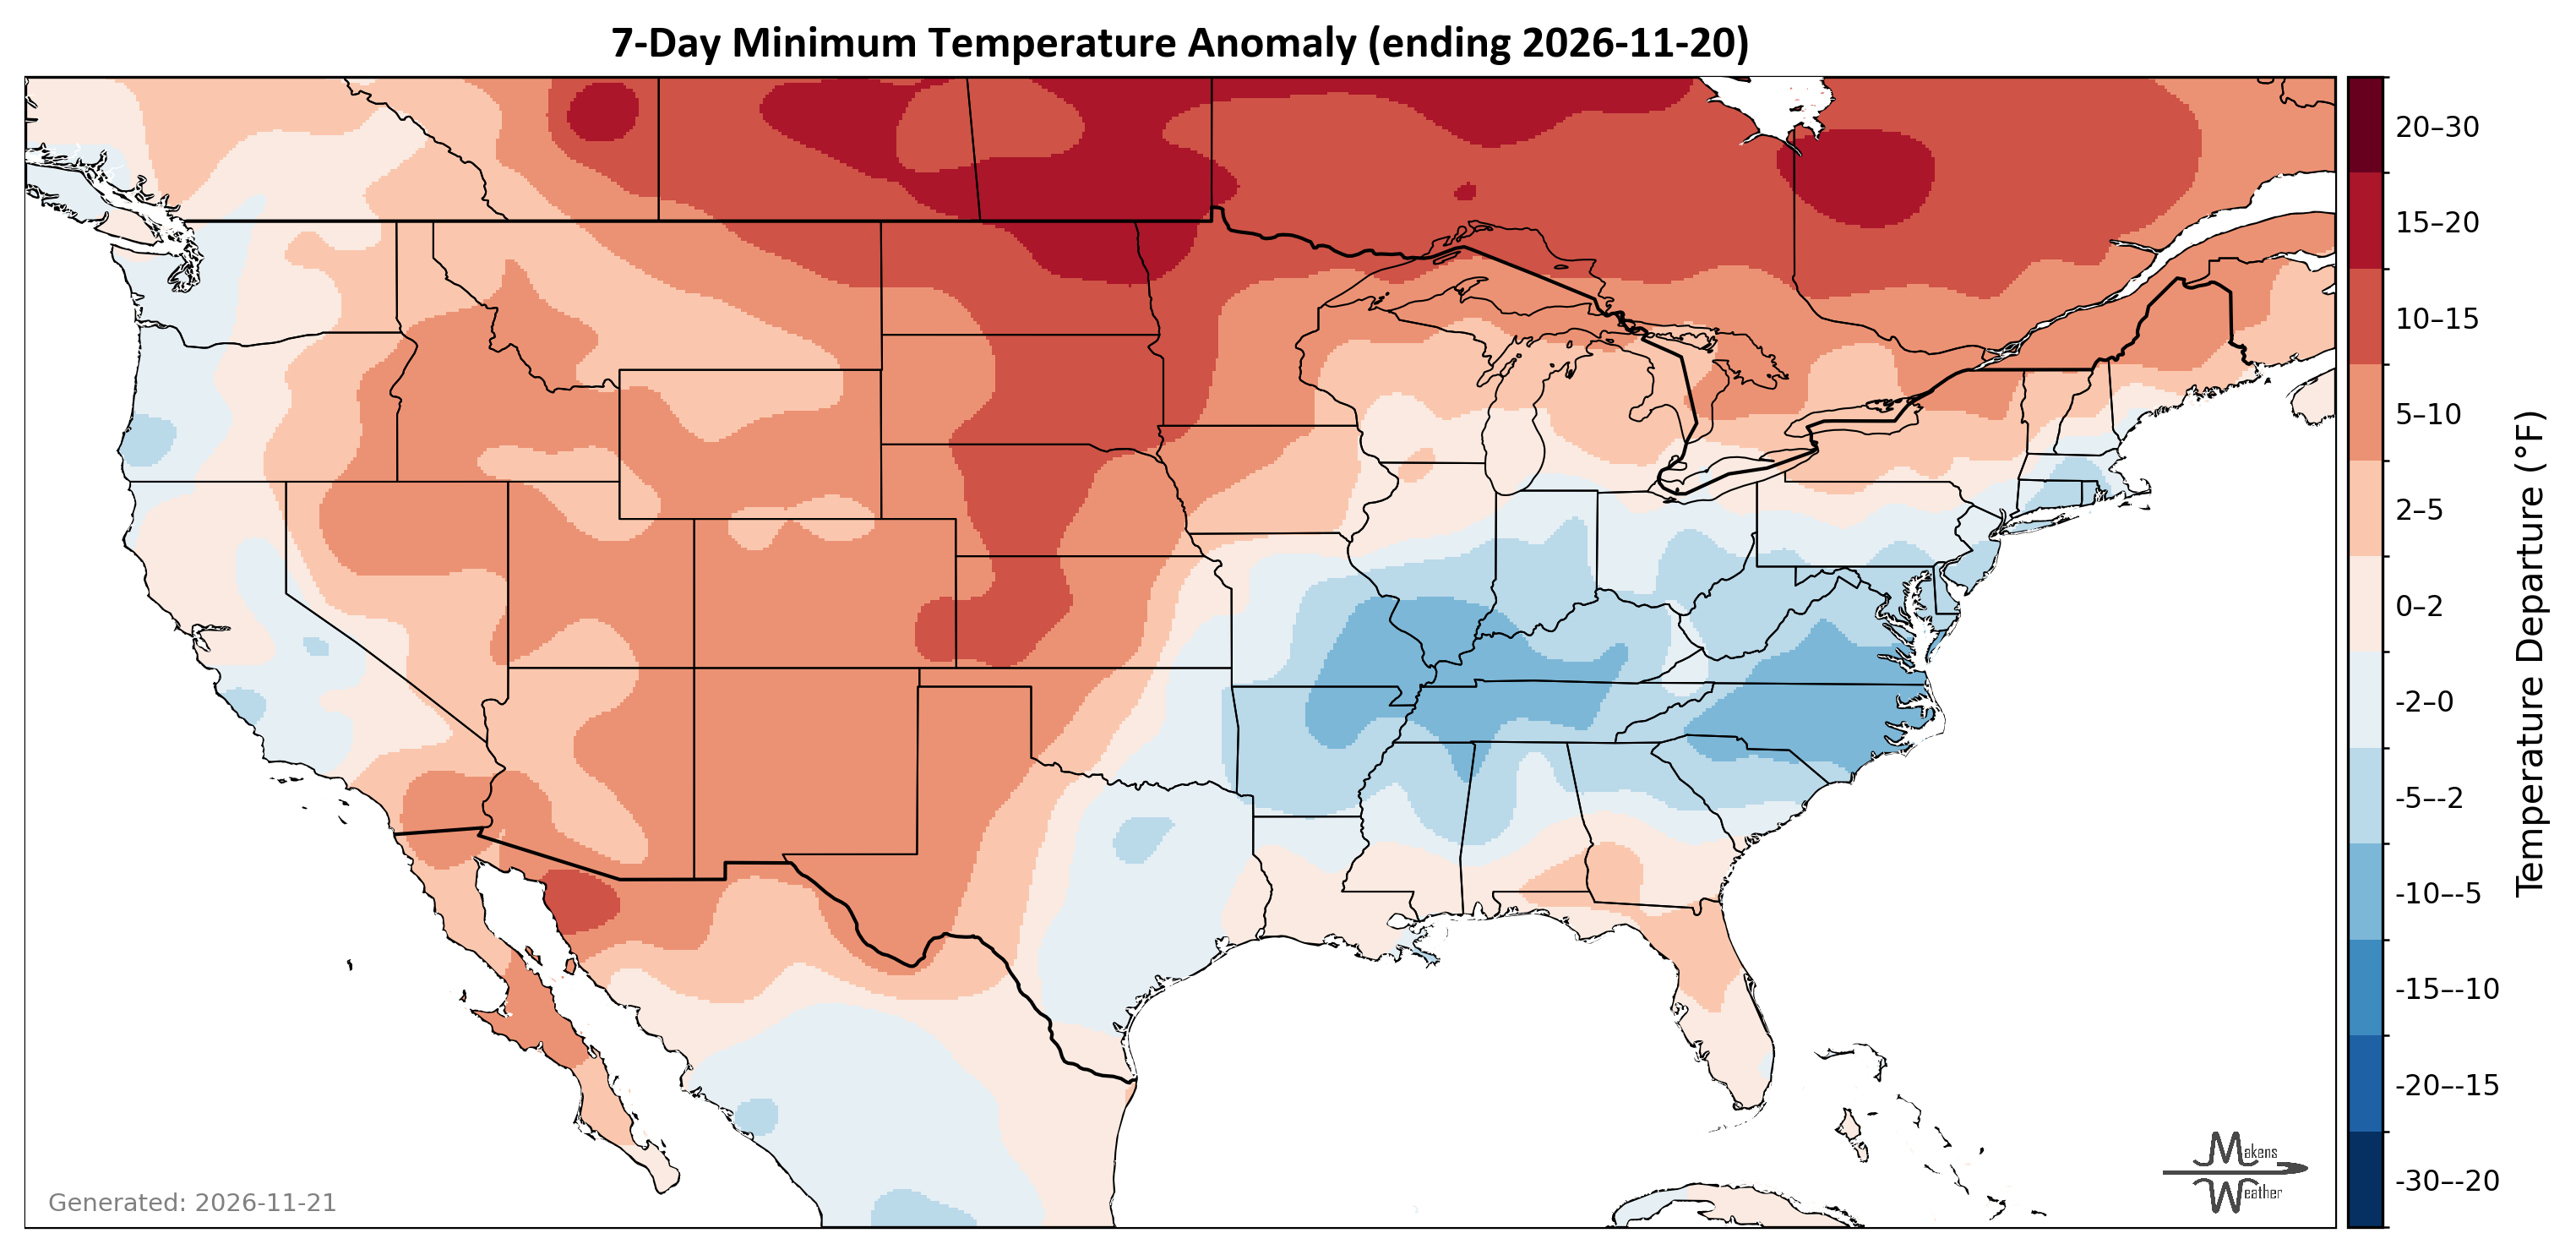 7-Day Minimum Temperature Anomaly (ending 2026-11-20)
20–30
15–20
10–15
5–10
2–5
0–2
-2–0
-5–-2
-10–-5
-15–-10
-20–-15
-30–-20
Temperature Departure (°F)
Generated: 2026-11-21
Makens
Weather